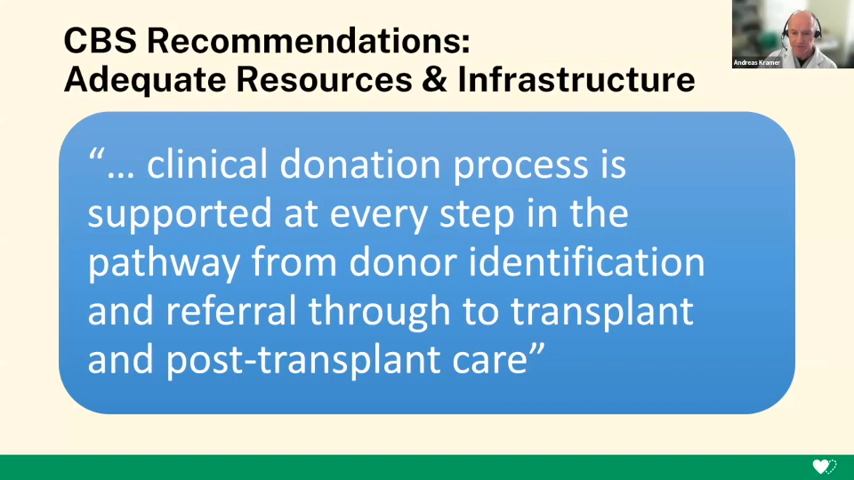 CBS Recommendations:
Adequate Resources & Infrastructure
Andreas Kramer
“... clinical donation process is
supported at every step in the
pathway from donor identification
and referral through to transplant
and post-transplant care”